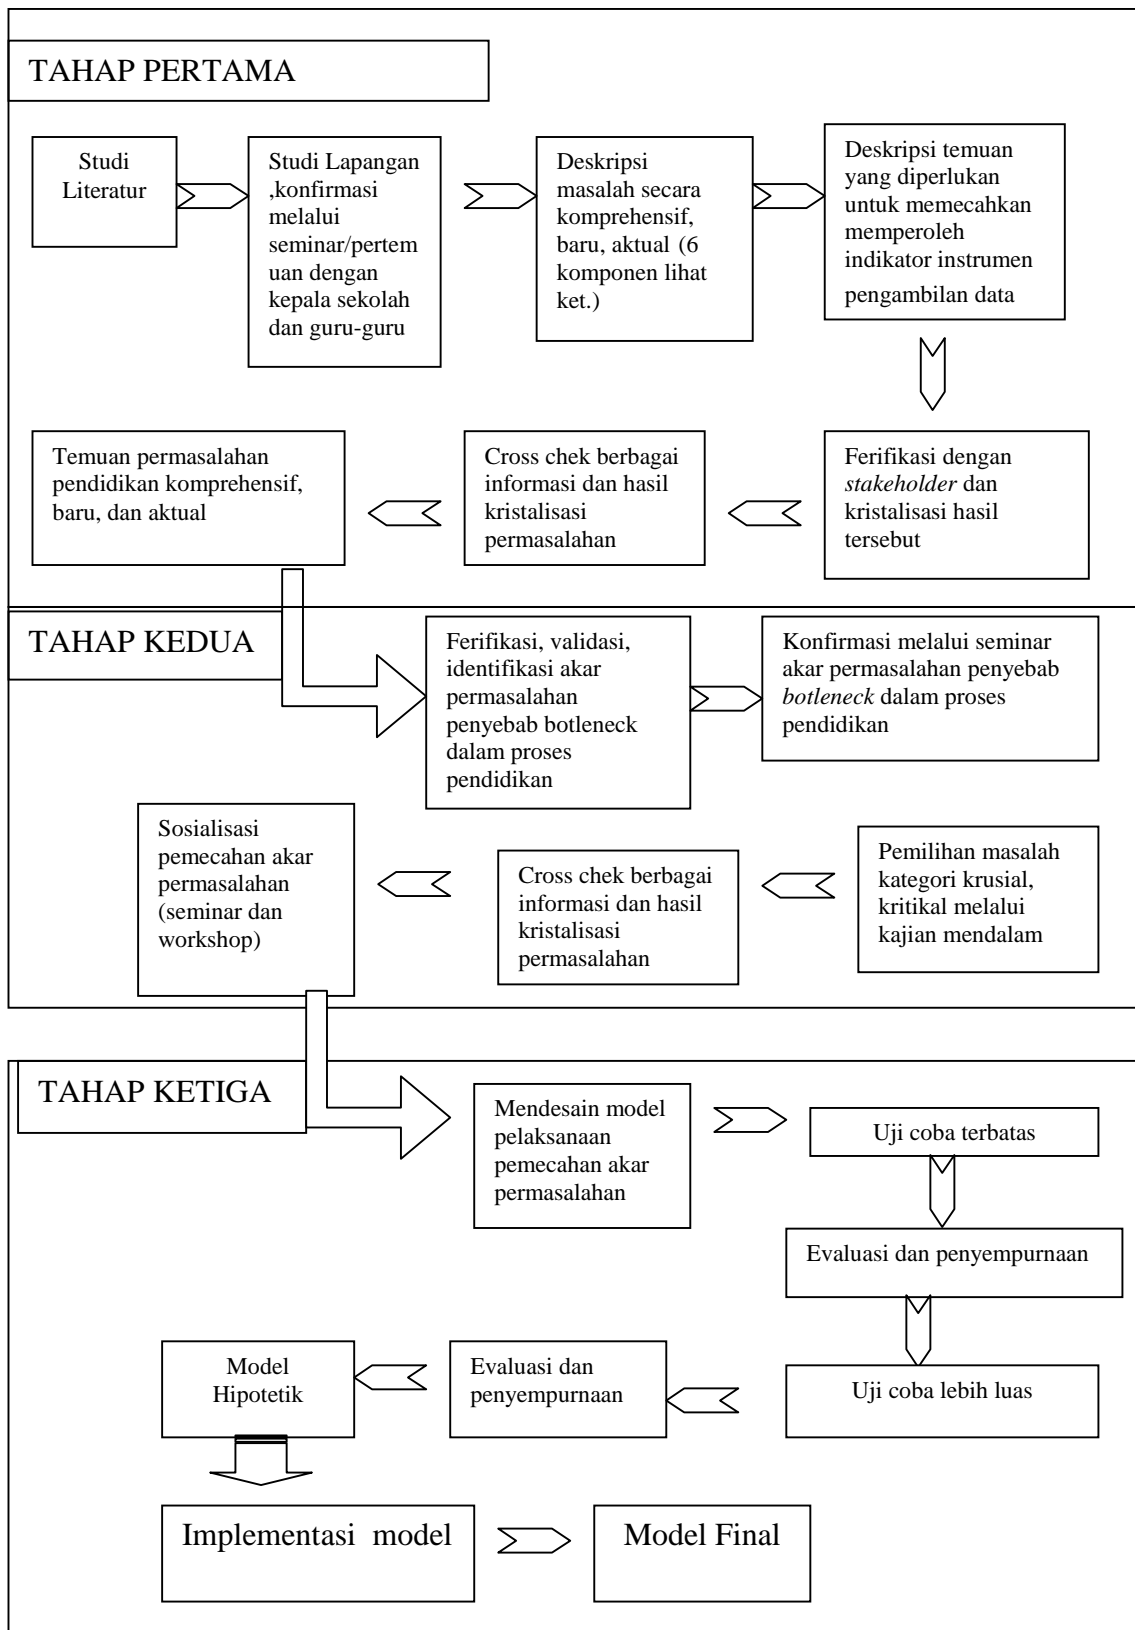 TAHAP PERTAMA
Studi
Literatur
Studi Lapangan
,konfirmasi
melalui
seminar/pertem
uan dengan
kepala sekolah
dan guru-guru
Deskripsi
masalah secara
komprehensif,
baru, aktual (6
komponen lihat
ket.)
Deskripsi temuan
yang diperlukan
untuk memecahkan
memperoleh
indikator instrumen
pengambilan data
Ferifikasi dengan
stakeholder dan
kristalisasi hasil
tersebut
Cross chek berbagai
informasi dan hasil
kristalisasi
permasalahan
Temuan permasalahan
pendidikan komprehensif,
baru, dan aktual
TAHAP KEDUA
Ferifikasi, validasi,
identifikasi akar
permasalahan
penyebab botleneck
dalam proses
pendidikan
Konfirmasi melalui seminar
akar permasalahan penyebab
botleneck dalam proses
pendidikan
Pemilihan masalah
kategori krusial,
kritikal melalui
kajian mendalam
Cross chek berbagai
informasi dan hasil
kristalisasi
permasalahan
Sosialisasi
pemecahan akar
permasalahan
(seminar dan
workshop)
TAHAP KETIGA
Mendesain model
pelaksanaan
pemecahan akar
permasalahan
Uji coba terbatas
Evaluasi dan penyempurnaan
Uji coba lebih luas
Evaluasi dan
penyempurnaan
Model
Hipotetik
Implementasi model
Model Final